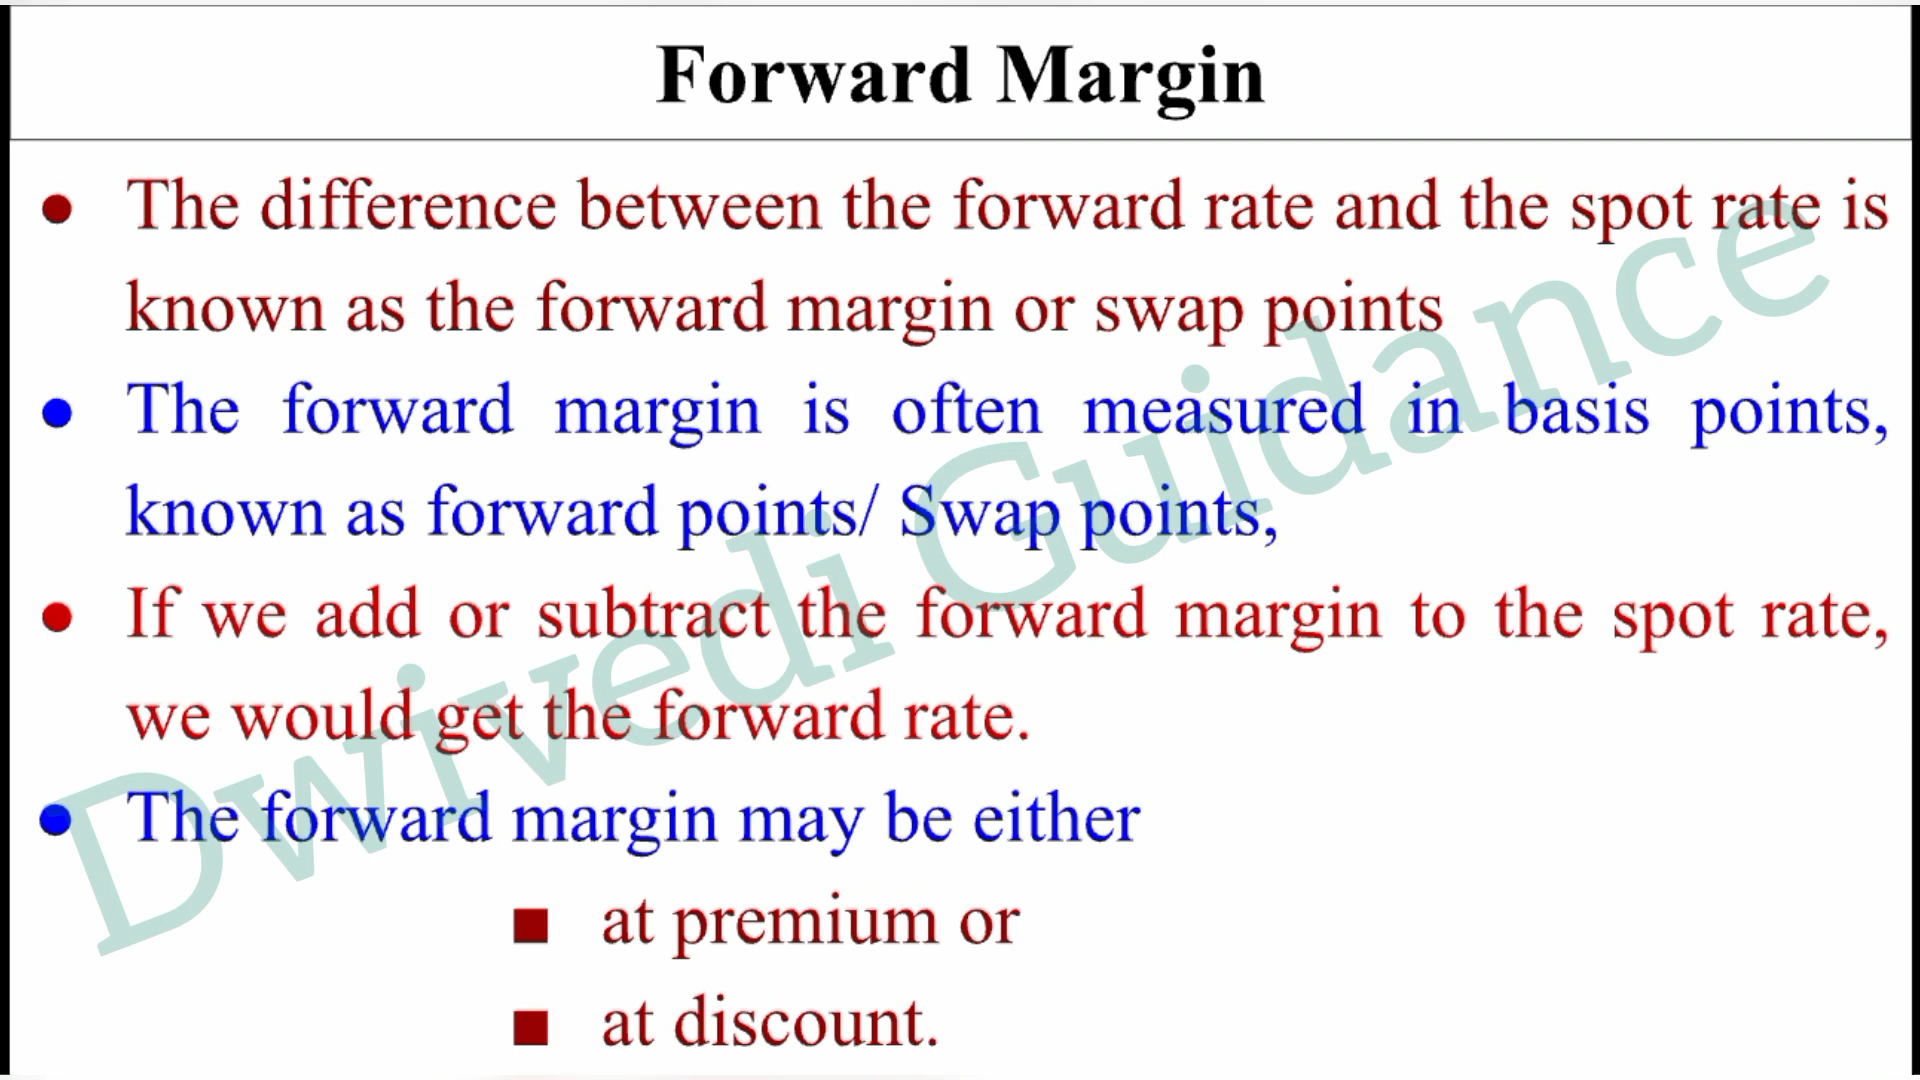 Forward Margin
● The difference between the forward rate and the spot rate is
known as the forward margin or swap points
● The forward margin is often measured in basis points,
known as forward points/ Swap points,
● If we add or subtract the forward margin to the spot rate,
we would get the forward rate.
● The forward margin may be either
■ at premium or
■ at discount.
Dwivedi Guidance